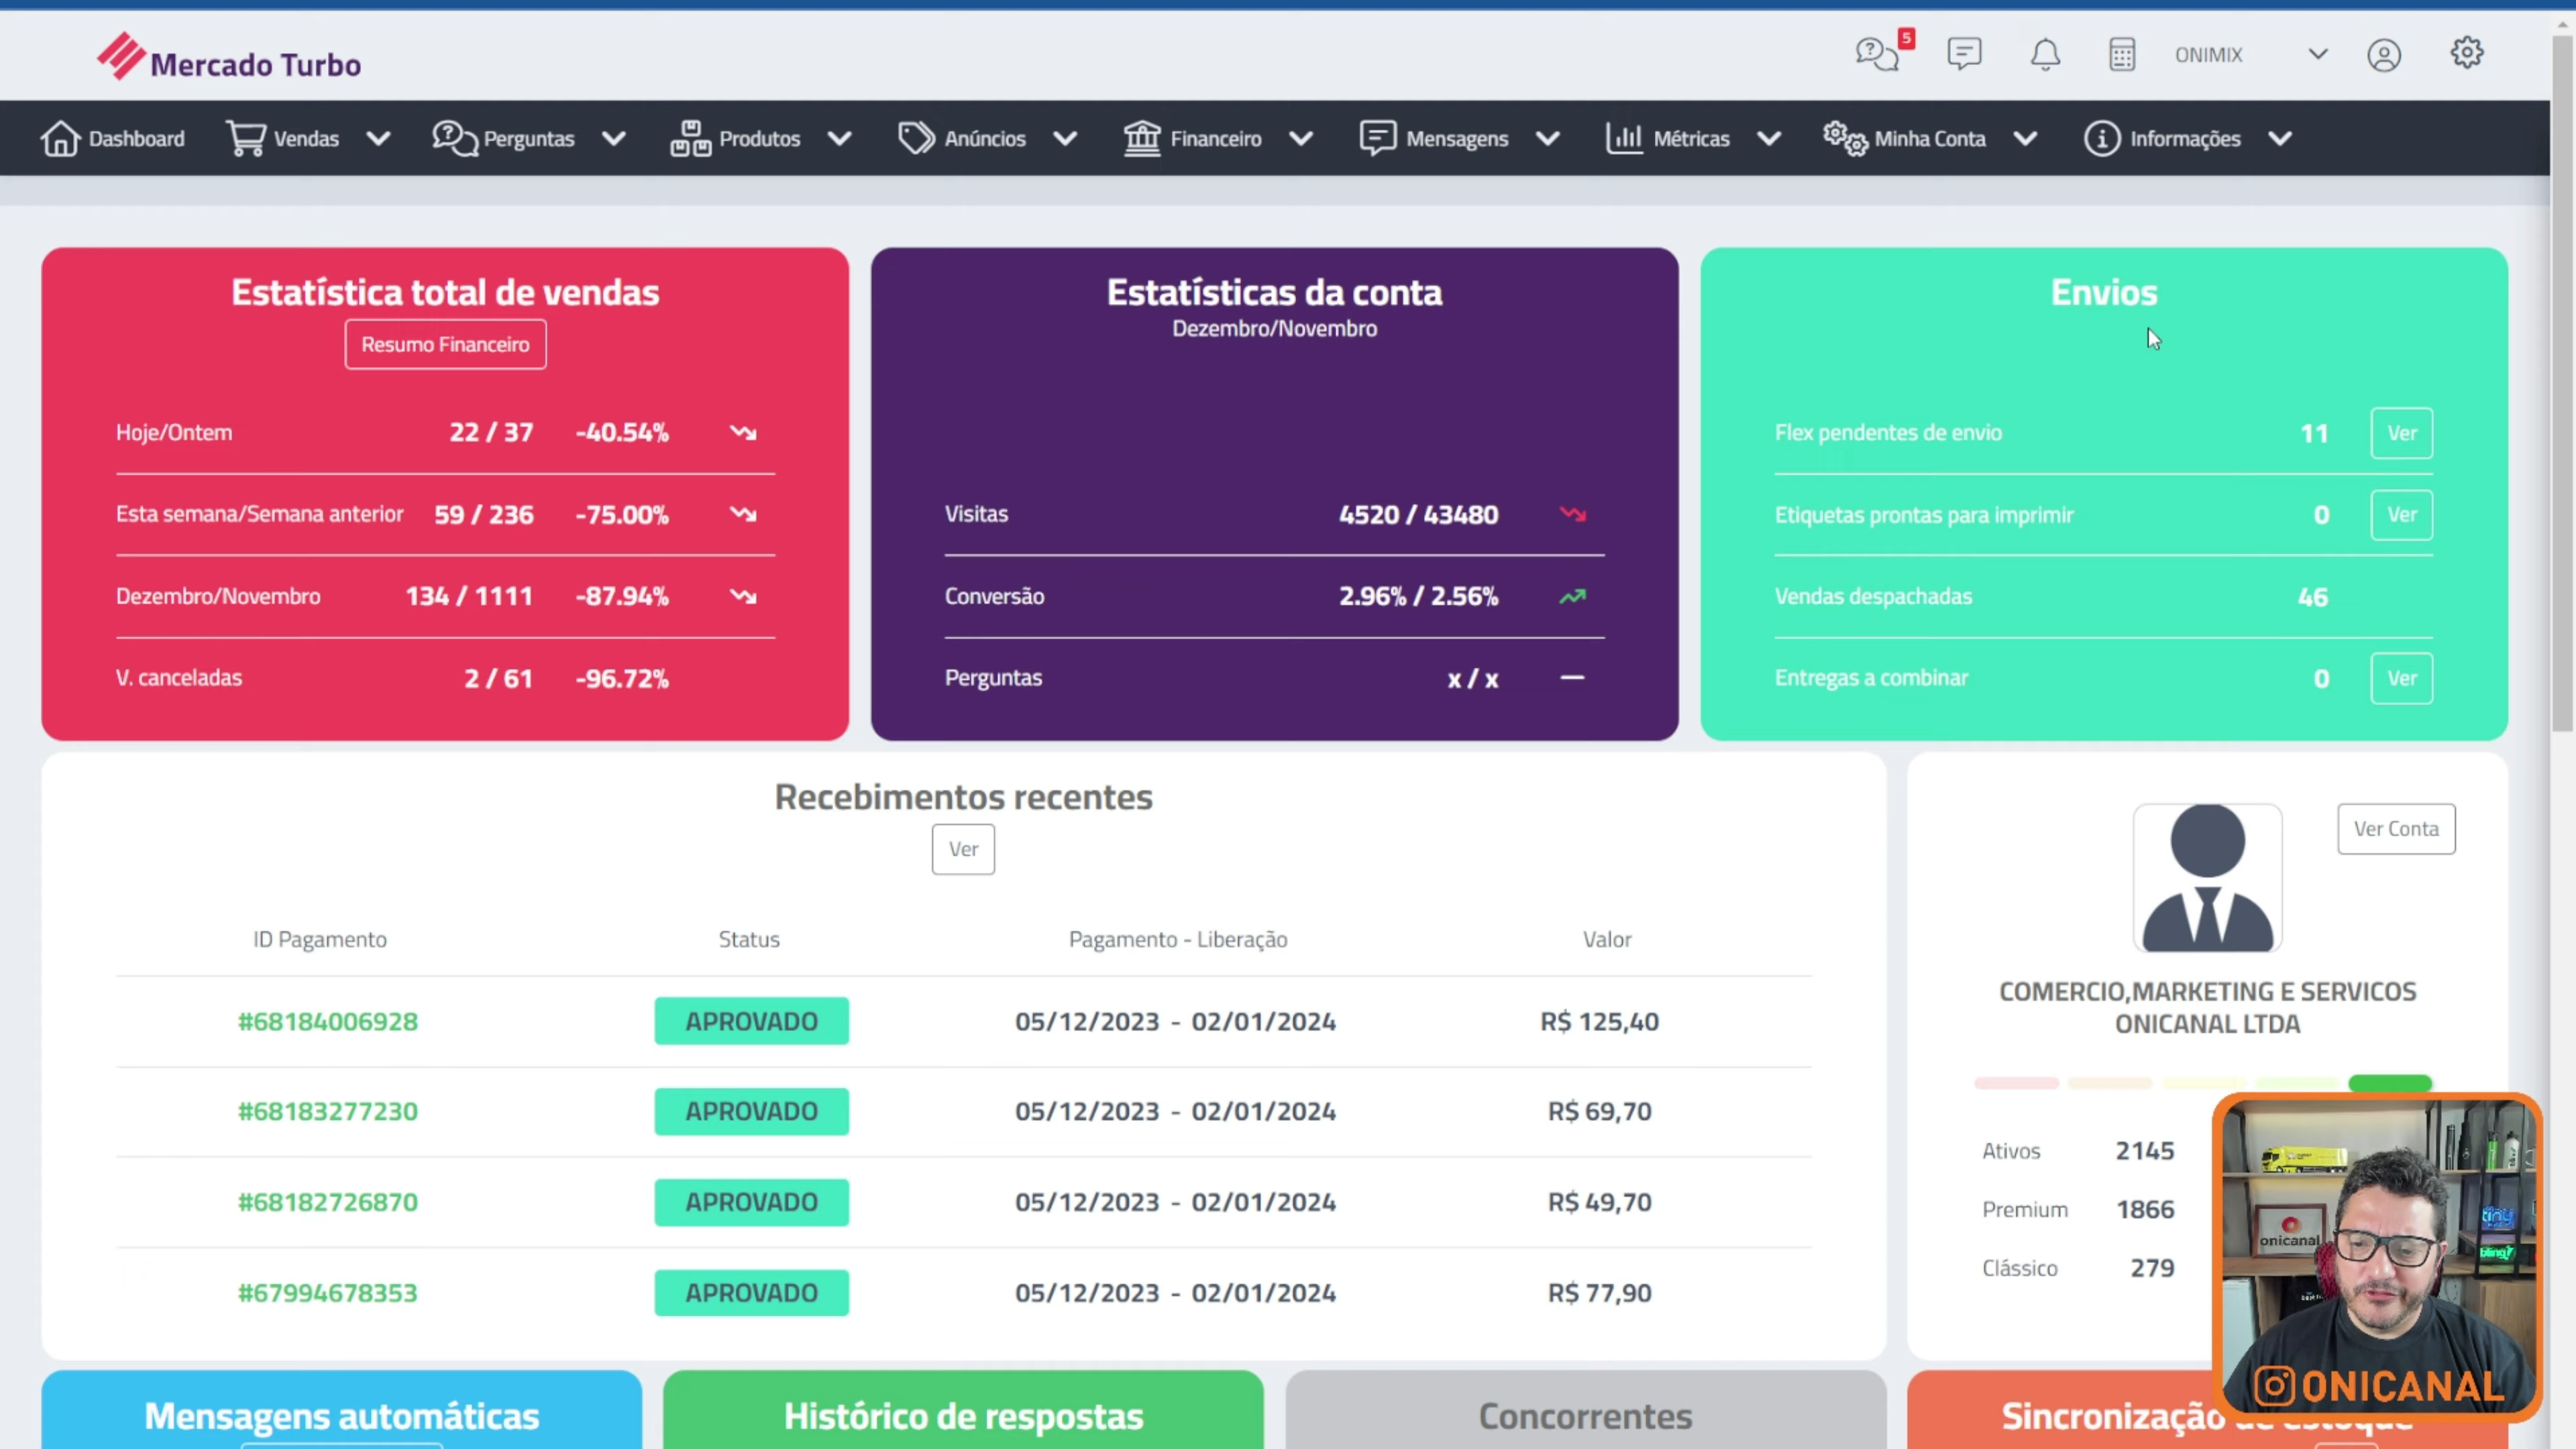 Mercado Turbo
5
ONIMIX
Dashboard
Vendas
Perguntas
Produtos
Anúncios
Financeiro
Mensagens
Métricas
Minha Conta
Informações
Estatística total de vendas
Resumo Financeiro
Hoje/Ontem 22 / 37 -40.54%
Esta semana/Semana anterior 59 / 236 -75.00%
Dezembro/Novembro 134 / 1111 -87.94%
V. canceladas 2 / 61 -96.72%
Estatísticas da conta
Dezembro/Novembro
Visitas 4520 / 43480
Conversão 2.96% / 2.56%
Perguntas x / x
Envios
Flex pendentes de envio 11 Ver
Etiquetas prontas para imprimir 0 Ver
Vendas despachadas 46
Entregas a combinar 0 Ver
Recebimentos recentes
Ver
ID Pagamento Status Pagamento - Liberação Valor
#68184006928 APROVADO 05/12/2023 - 02/01/2024 R$ 125,40
#68183277230 APROVADO 05/12/2023 - 02/01/2024 R$ 69,70
#68182726870 APROVADO 05/12/2023 - 02/01/2024 R$ 49,70
#67994678353 APROVADO 05/12/2023 - 02/01/2024 R$ 77,90
Ver Conta
COMERCIO,MARKETING E SERVICOS
ONICANAL LTDA
Ativos 2145
Premium 1866
Clássico 279
onicanal
tiny
bling!
ONICANAL
Mensagens automáticas
Histórico de respostas
Concorrentes
Sincronização de estoque